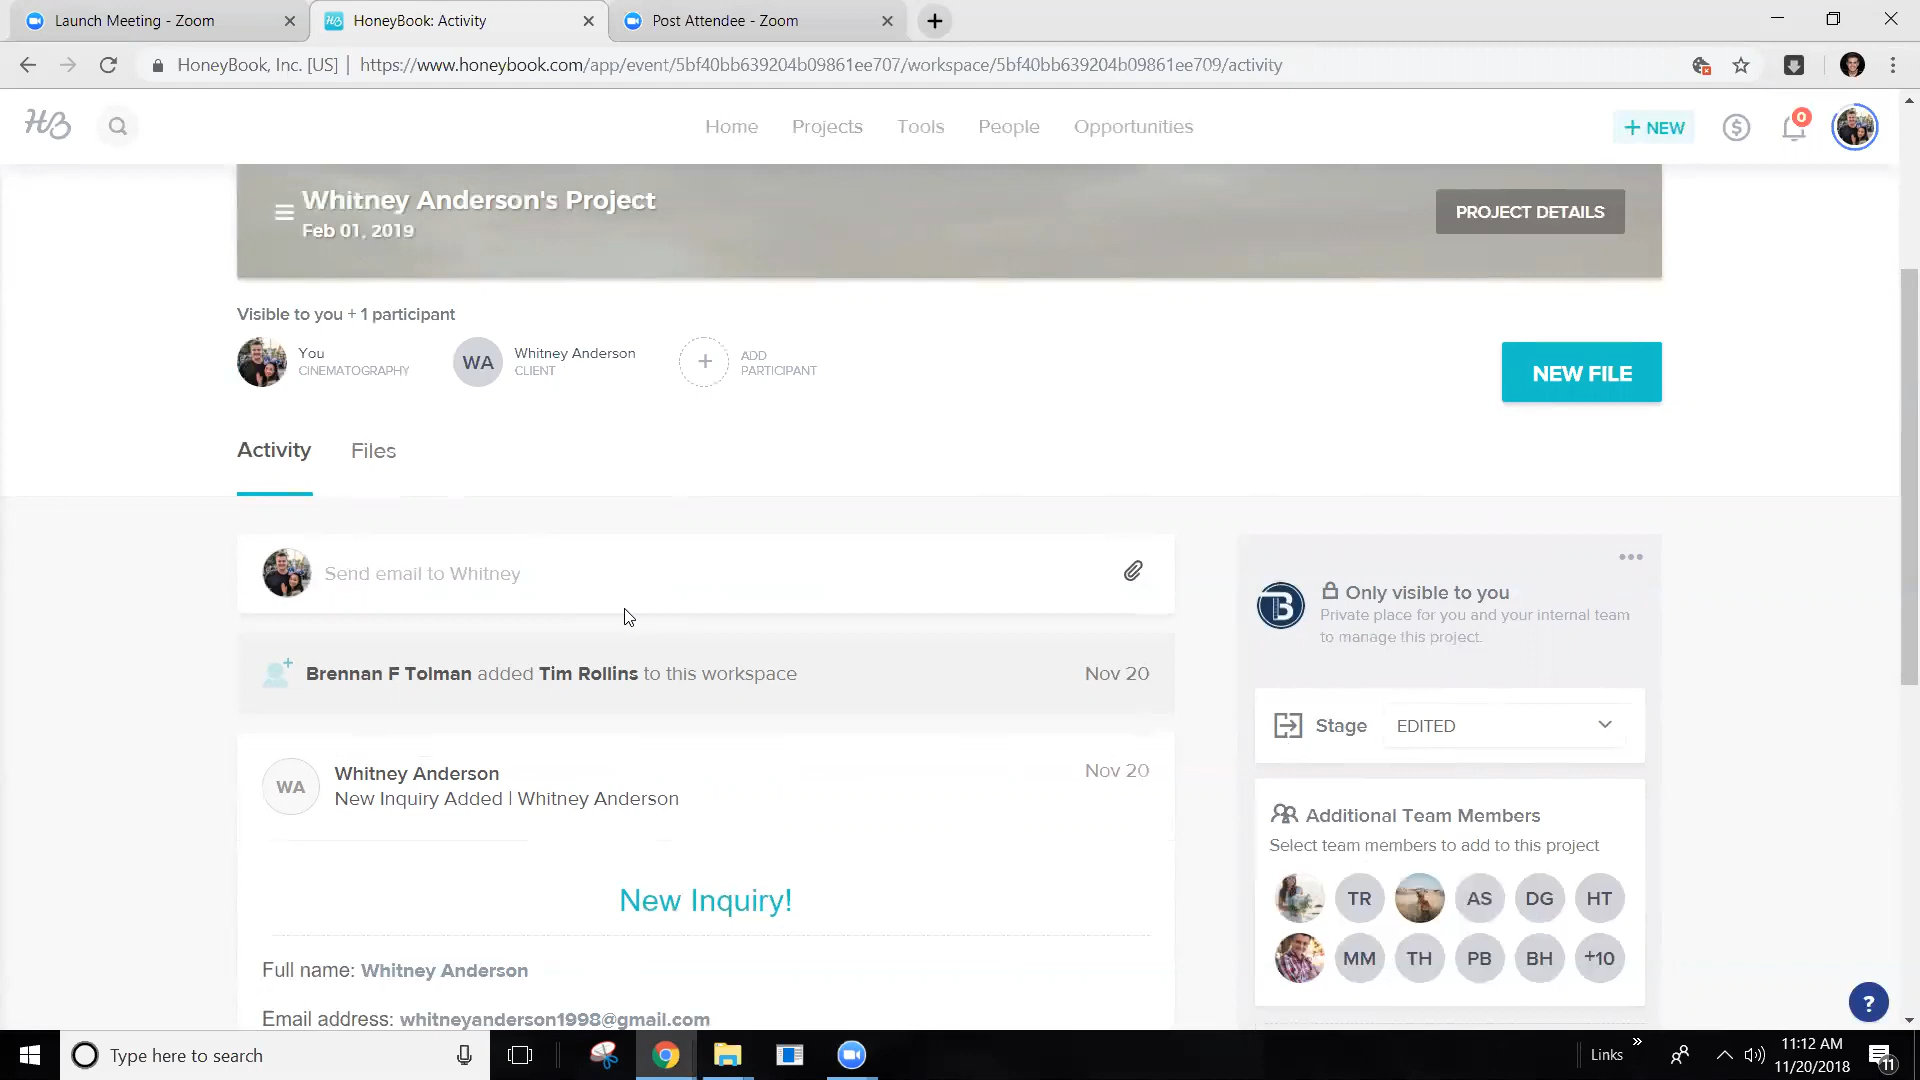 Launch Meeting - Zoom
HoneyBook: Activity
Post Attendee - Zoom
HoneyBook, Inc. [US] | https://www.honeybook.com/app/event/5bf40bb639204b09861ee707/workspace/5bf40bb639204b09861ee709/activity
HB
Home
Projects
Tools
People
Opportunities
+ NEW
$
0
Whitney Anderson's Project
Feb 01, 2019
PROJECT DETAILS
Visible to you + 1 participant
You
CINEMATOGRAPHY
WA
Whitney Anderson
CLIENT
+
ADD
PARTICIPANT
NEW FILE
Activity
Files
Send email to Whitney
Brennan F Tolman added Tim Rollins to this workspace
Nov 20
WA
Whitney Anderson
Nov 20
New Inquiry Added | Whitney Anderson
New Inquiry!
Full name: Whitney Anderson
Email address: whitneyanderson1998@gmail.com
B
Only visible to you
Private place for you and your internal team
to manage this project.
Stage
EDITED
Additional Team Members
Select team members to add to this project
TR
AS
DG
HT
MM
TH
PB
BH
+10
?
Type here to search
Links
»
11:12 AM
11/20/2018
11